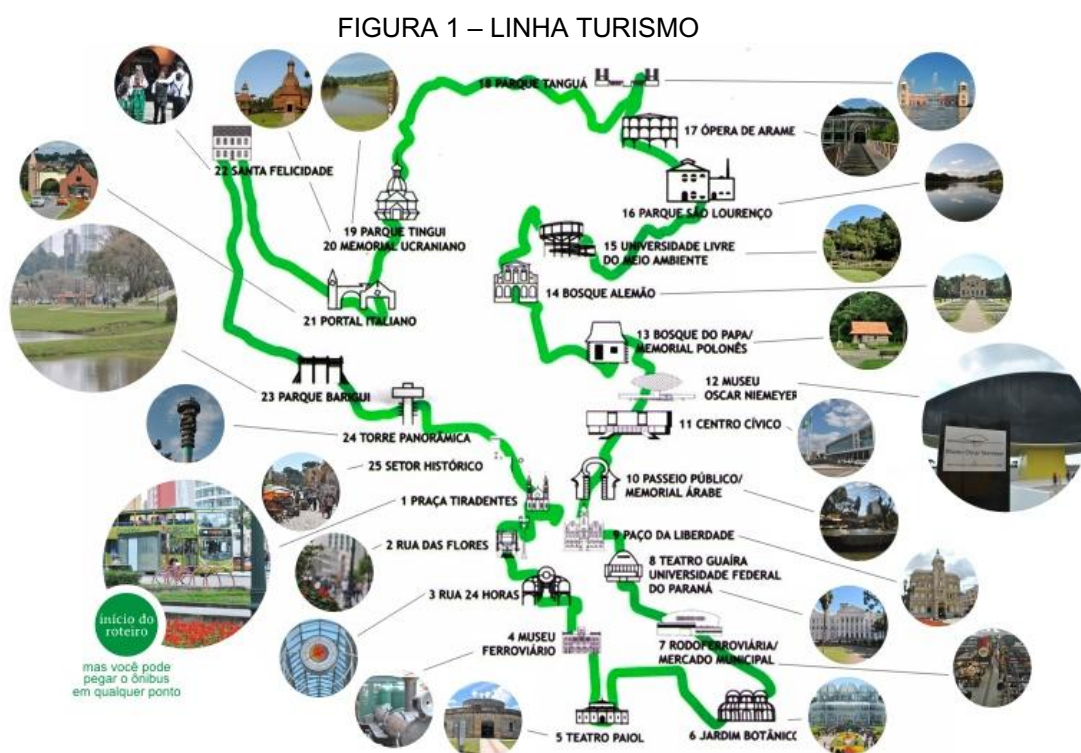 FIGURA 1 – LINHA TURISMO
18 PARQUE TANGUÁ
17 ÓPERA DE ARAME
22 SANTA FELICIDADE
16 PARQUE SÃO LOURENÇO
19 PARQUE TINGUI
20 MEMORIAL UCRANIANO
15 UNIVERSIDADE LIVRE
DO MEIO AMBIENTE
14 BOSQUE ALEMÃO
21 PORTAL ITALIANO
13 BOSQUE DO PAPA/
MEMORIAL POLONÊS
12 MUSEU
OSCAR NIEMEYER
23 PARQUE BARIGUI
11 CENTRO CÍVICO
24 TORRE PANORÂMICA
25 SETOR HISTÓRICO
10 PASSEIO PÚBLICO/
MEMORIAL ÁRABE
1 PRAÇA TIRADENTES
9 PAÇO DA LIBERDADE
2 RUA DAS FLORES
8 TEATRO GUAÍRA
UNIVERSIDADE FEDERAL
DO PARANÁ
3 RUA 24 HORAS
início do
roteiro
4 MUSEU
FERROVIÁRIO
7 RODOFERROVIÁRIA/
MERCADO MUNICIPAL
mas você pode
pegar o ônibus
em qualquer ponto
5 TEATRO PAIOL
6 JARDIM BOTÂNICO